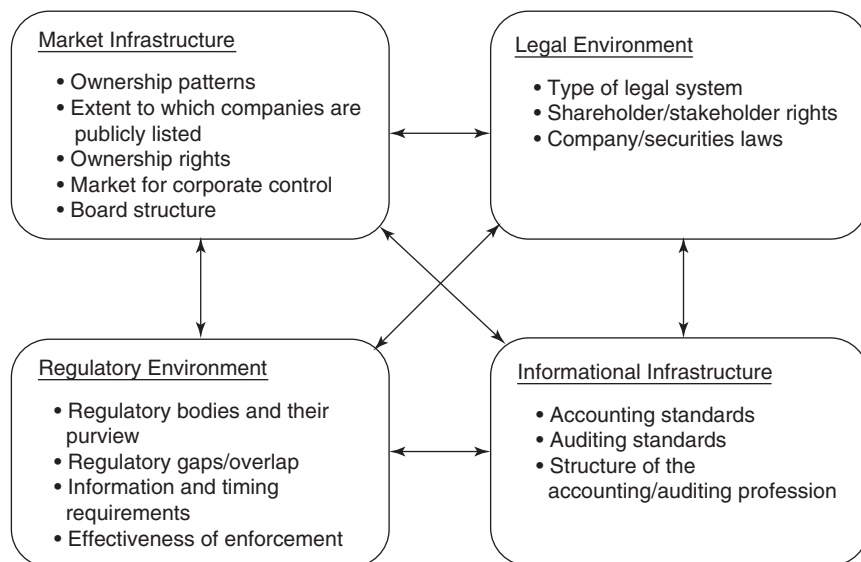 Market Infrastructure
• Ownership patterns
• Extent to which companies are
publicly listed
• Ownership rights
• Market for corporate control
• Board structure
Legal Environment
• Type of legal system
• Shareholder/stakeholder rights
• Company/securities laws
Regulatory Environment
• Regulatory bodies and their
purview
• Regulatory gaps/overlap
• Information and timing
requirements
• Effectiveness of enforcement
Informational Infrastructure
• Accounting standards
• Auditing standards
• Structure of the
accounting/auditing profession